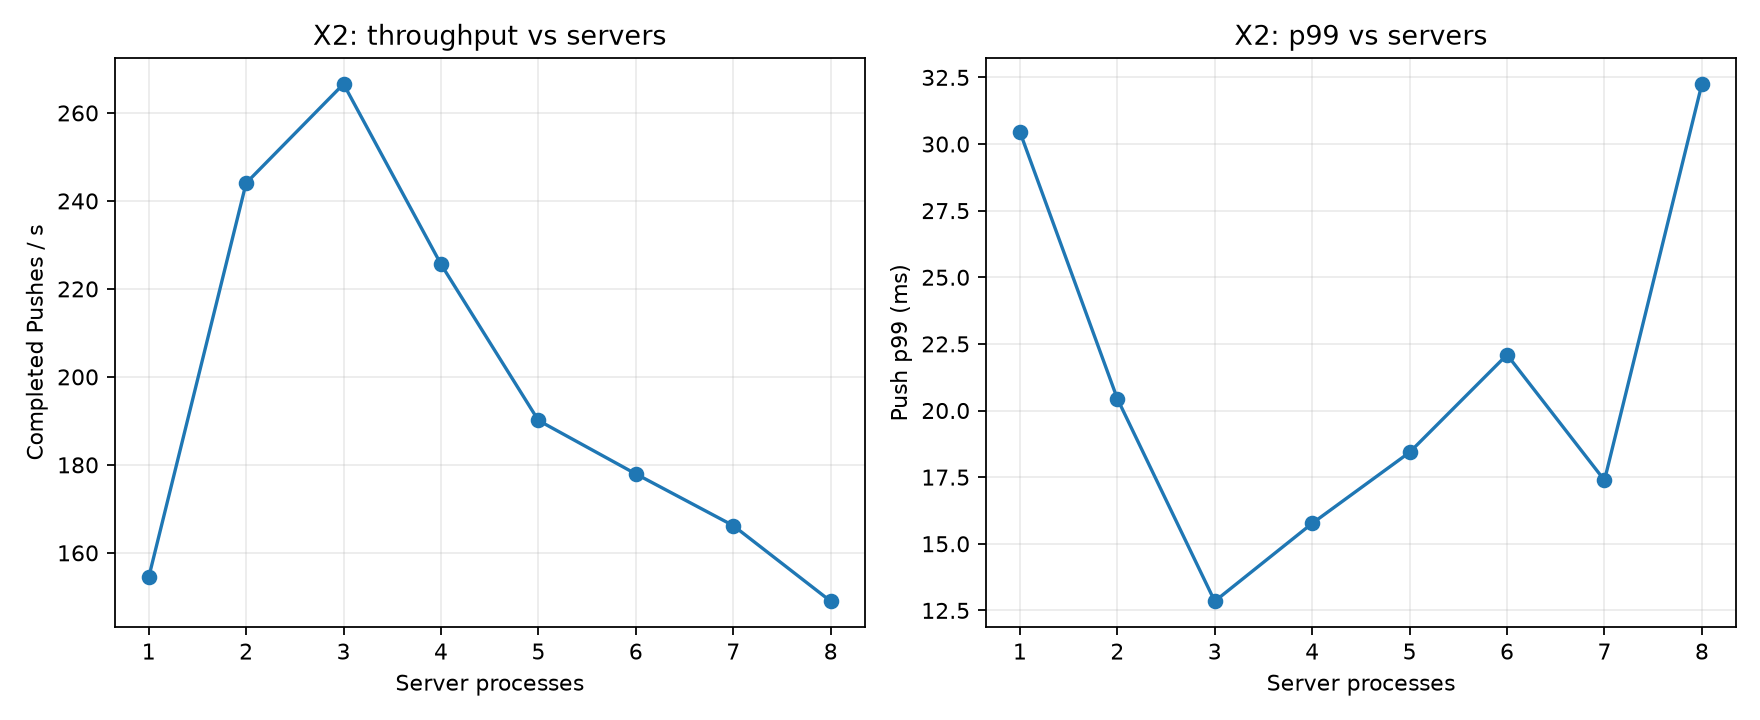 X2: throughput vs servers
Completed Pushes / s
260
240
220
200
180
160
1 2 3 4 5 6 7 8
Server processes
X2: p99 vs servers
Push p99 (ms)
32.5
30.0
27.5
25.0
22.5
20.0
17.5
15.0
12.5
1 2 3 4 5 6 7 8
Server processes